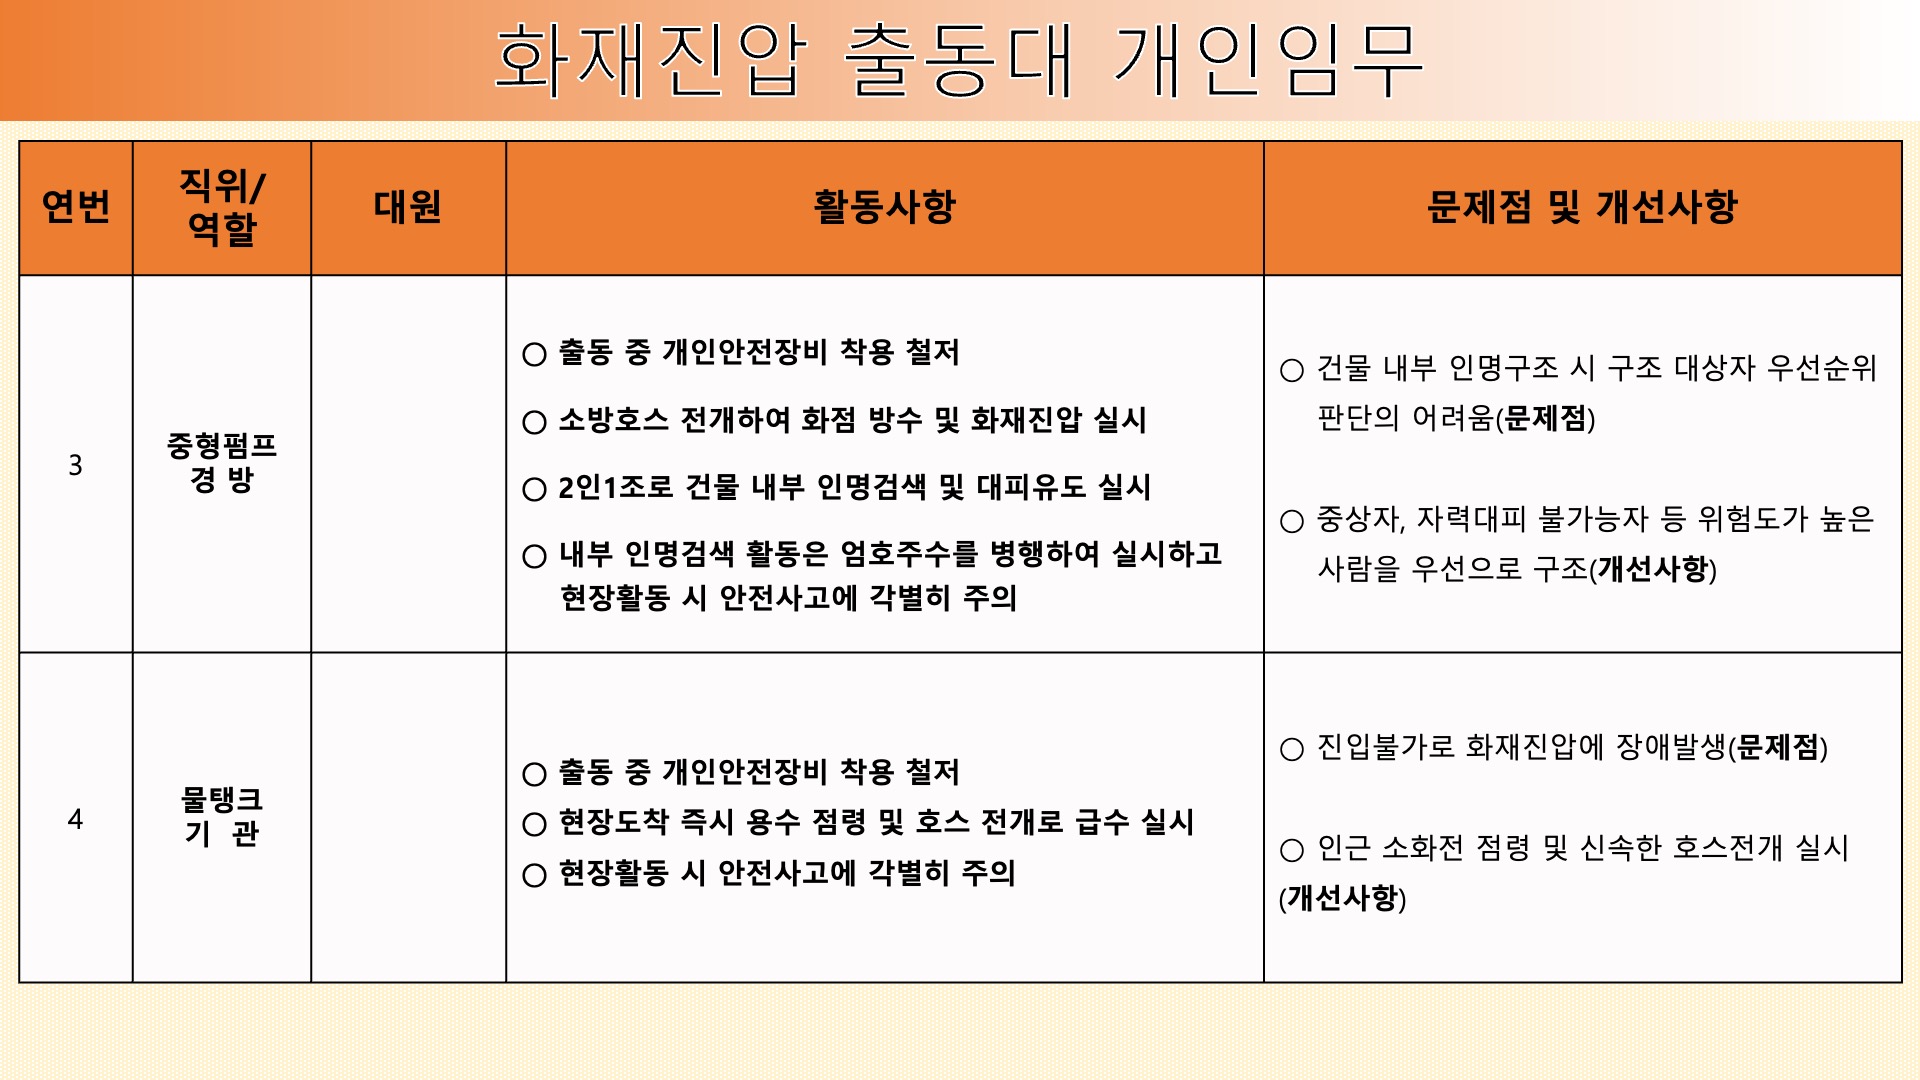 화재진압 출동대 개인임무
연번
직위/
역할
대원
활동사항
문제점 및 개선사항
3
중형펌프
경 방
○ 출동 중 개인안전장비 착용 철저
○ 소방호스 전개하여 화점 방수 및 화재진압 실시
○ 2인1조로 건물 내부 인명검색 및 대피유도 실시
○ 내부 인명검색 활동은 엄호주수를 병행하여 실시하고
현장활동 시 안전사고에 각별히 주의
○ 건물 내부 인명구조 시 구조 대상자 우선순위
판단의 어려움(문제점)
○ 중상자, 자력대피 불가능자 등 위험도가 높은
사람을 우선으로 구조(개선사항)
4
물탱크
기 관
○ 출동 중 개인안전장비 착용 철저
○ 현장도착 즉시 용수 점령 및 호스 전개로 급수 실시
○ 현장활동 시 안전사고에 각별히 주의
○ 진입불가로 화재진압에 장애발생(문제점)
○ 인근 소화전 점령 및 신속한 호스전개 실시
(개선사항)